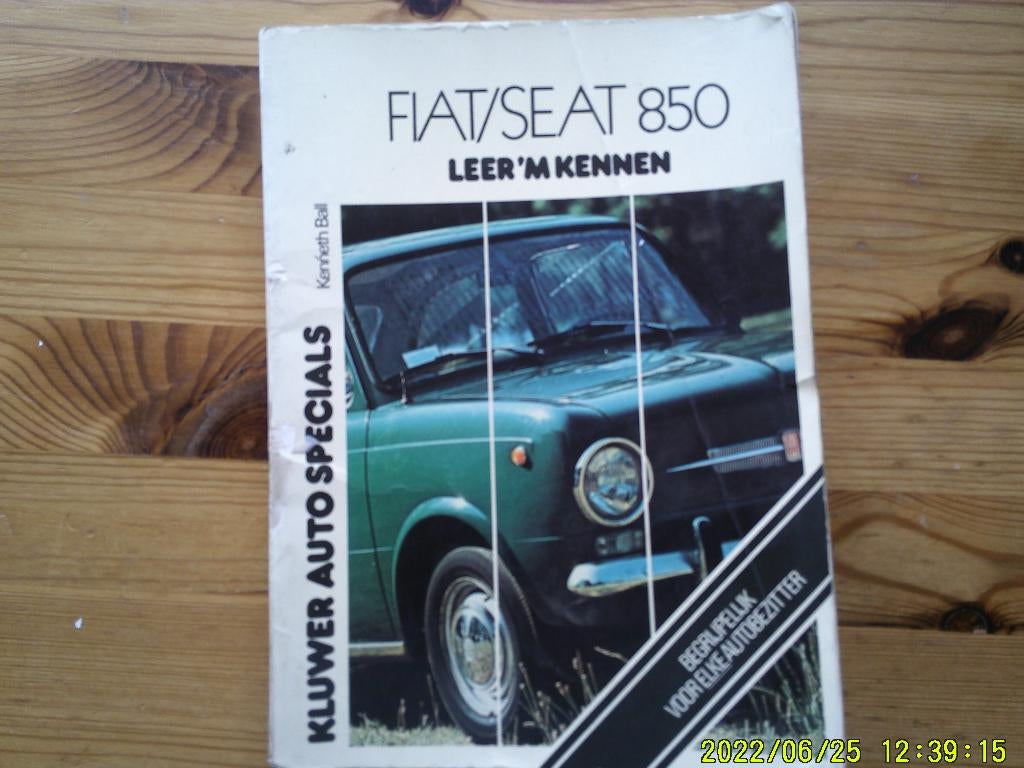 FIAT/SEAT 850
LEER 'M KENNEN
Kenneth Ball
KLUWER AUTO SPECIALS
BEGRIJPELIJK
VOOR ELKE AUTOBEZITTER
2022/06/25 12:39:15